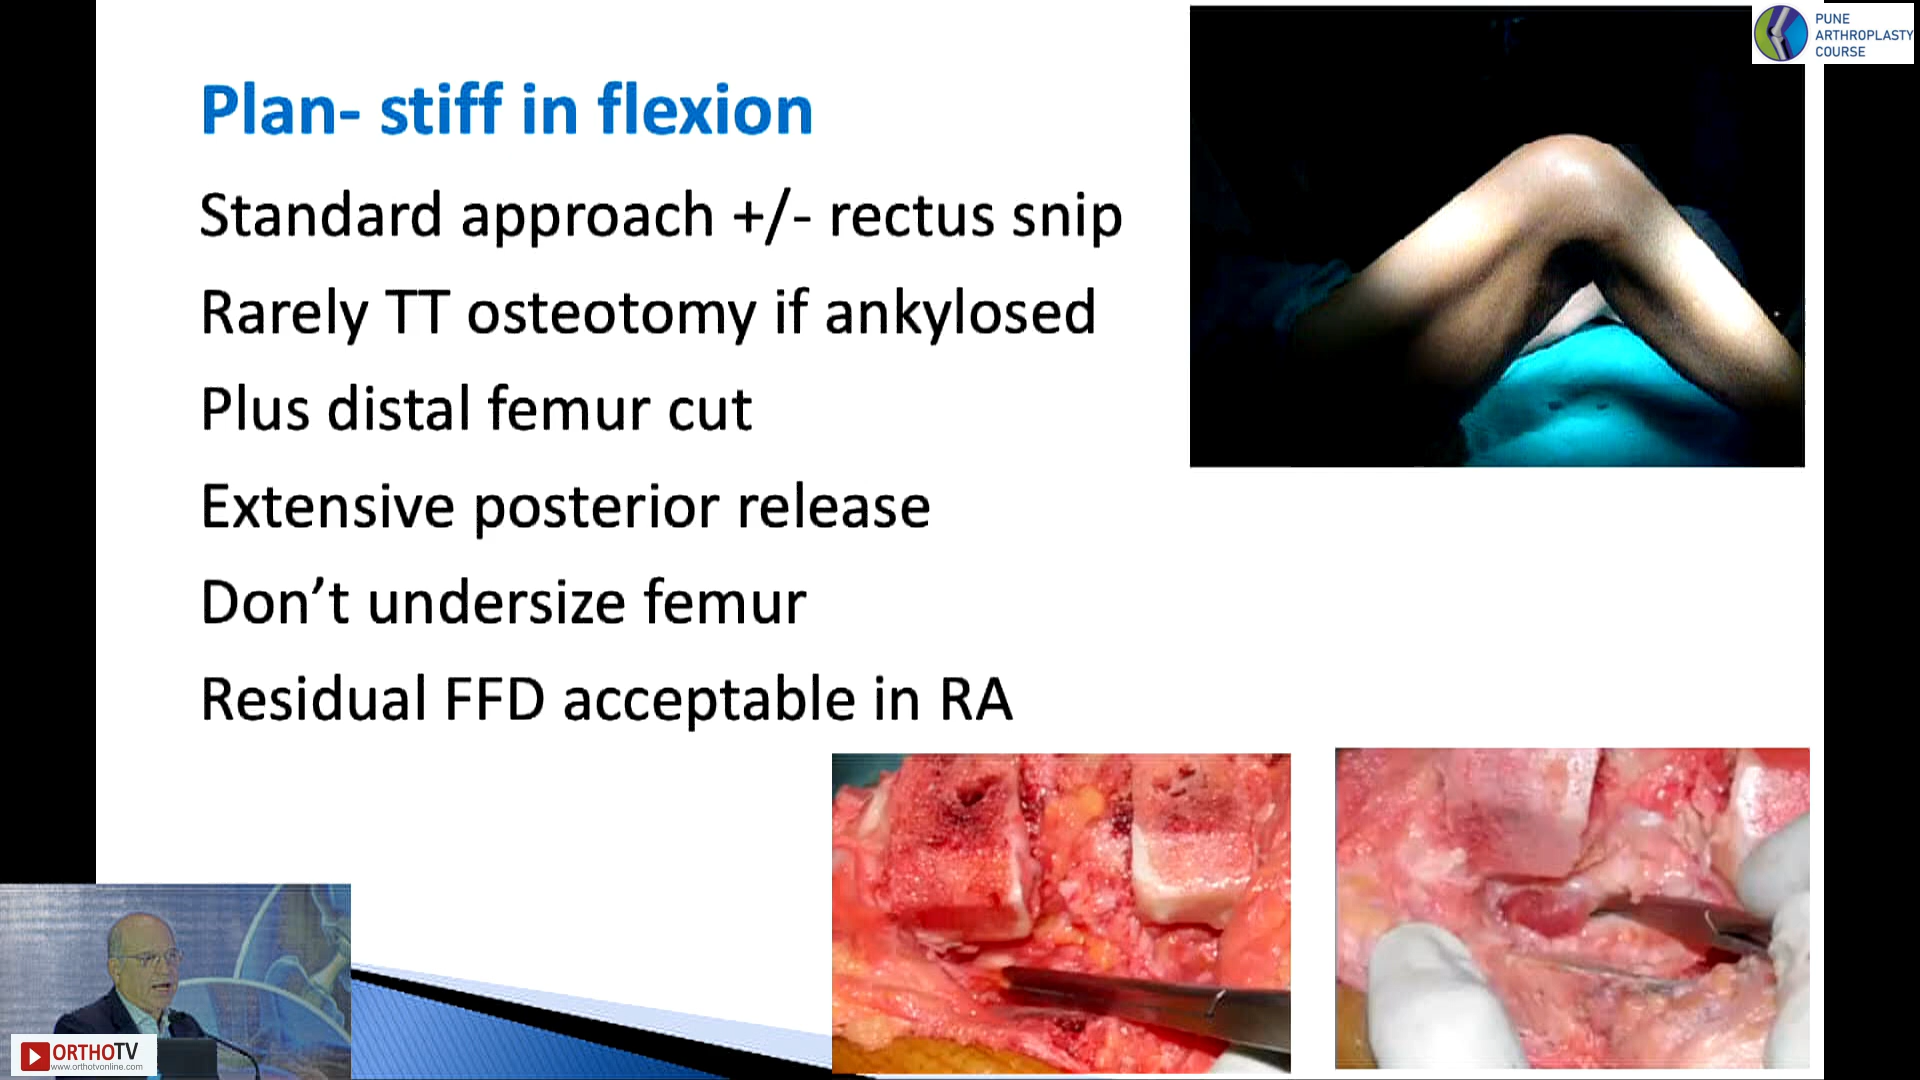 PUNE
ARTHROPLASTY
COURSE
Plan- stiff in flexion
Standard approach +/- rectus snip
Rarely TT osteotomy if ankylosed
Plus distal femur cut
Extensive posterior release
Don’t undersize femur
Residual FFD acceptable in RA
ORTHOTV
www.orthotvonline.com